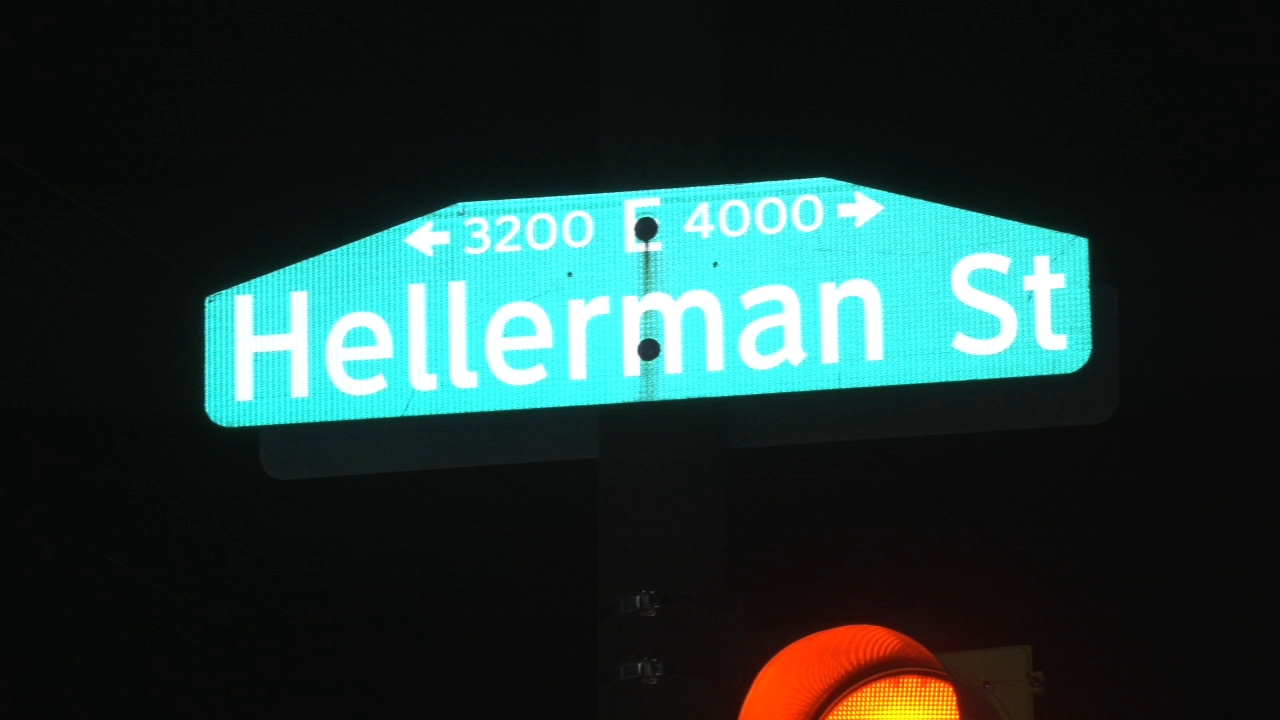 ← 3200 E 4000 →
Hellerman St